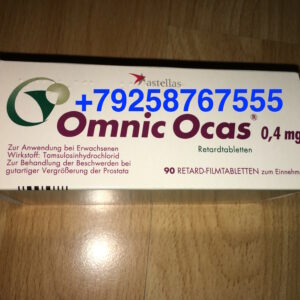 astellas
+79258767555
Omnic Ocas® 0,4 mg
Retardtabletten
Zur Anwendung bei Erwachsenen
Wirkstoff: Tamsulosinhydrochlorid
Zur Behandlung der Beschwerden bei
gutartiger Vergrößerung der Prostata
90 RETARD-FILMTABLETTEN zum Einnehmen